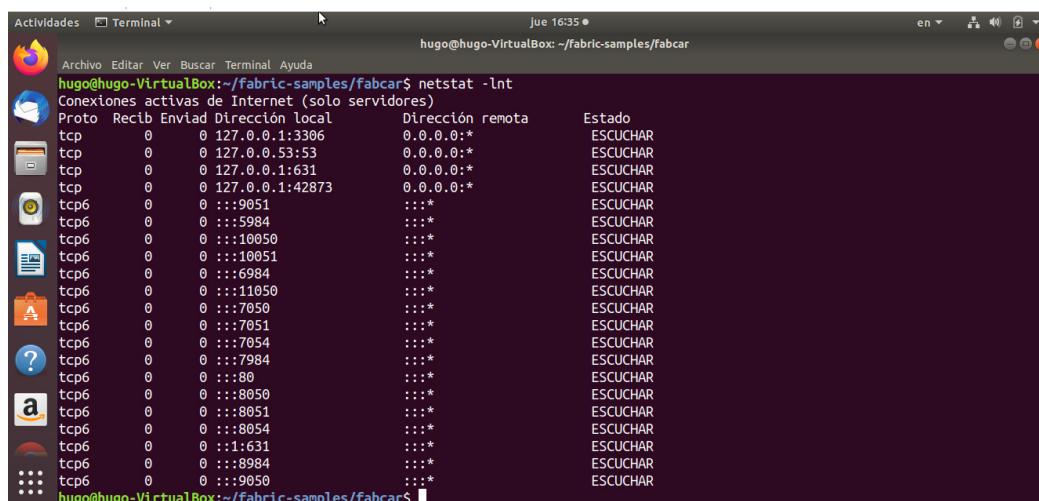 Actividades Terminal jue 16:35 en
hugo@hugo-VirtualBox: ~/fabric-samples/fabcar
Archivo Editar Ver Buscar Terminal Ayuda
hugo@hugo-VirtualBox:~/fabric-samples/fabcar$ netstat -lnt
Conexiones activas de Internet (solo servidores)
Proto Recib Enviad Dirección local Dirección remota Estado
tcp 0 0 127.0.0.1:3306 0.0.0.0:* ESCUCHAR
tcp 0 0 127.0.0.53:53 0.0.0.0:* ESCUCHAR
tcp 0 0 127.0.0.1:631 0.0.0.0:* ESCUCHAR
tcp 0 0 127.0.0.1:42873 0.0.0.0:* ESCUCHAR
tcp6 0 0 :::9051 :::* ESCUCHAR
tcp6 0 0 :::5984 :::* ESCUCHAR
tcp6 0 0 :::10050 :::* ESCUCHAR
tcp6 0 0 :::10051 :::* ESCUCHAR
tcp6 0 0 :::6984 :::* ESCUCHAR
tcp6 0 0 :::11050 :::* ESCUCHAR
tcp6 0 0 :::7050 :::* ESCUCHAR
tcp6 0 0 :::7051 :::* ESCUCHAR
tcp6 0 0 :::7054 :::* ESCUCHAR
tcp6 0 0 :::7984 :::* ESCUCHAR
tcp6 0 0 :::80 :::* ESCUCHAR
tcp6 0 0 :::8050 :::* ESCUCHAR
tcp6 0 0 :::8051 :::* ESCUCHAR
tcp6 0 0 :::8054 :::* ESCUCHAR
tcp6 0 0 ::1:631 :::* ESCUCHAR
tcp6 0 0 :::8984 :::* ESCUCHAR
tcp6 0 0 :::9050 :::* ESCUCHAR
hugo@hugo-VirtualBox:~/fabric-samples/fabcar$